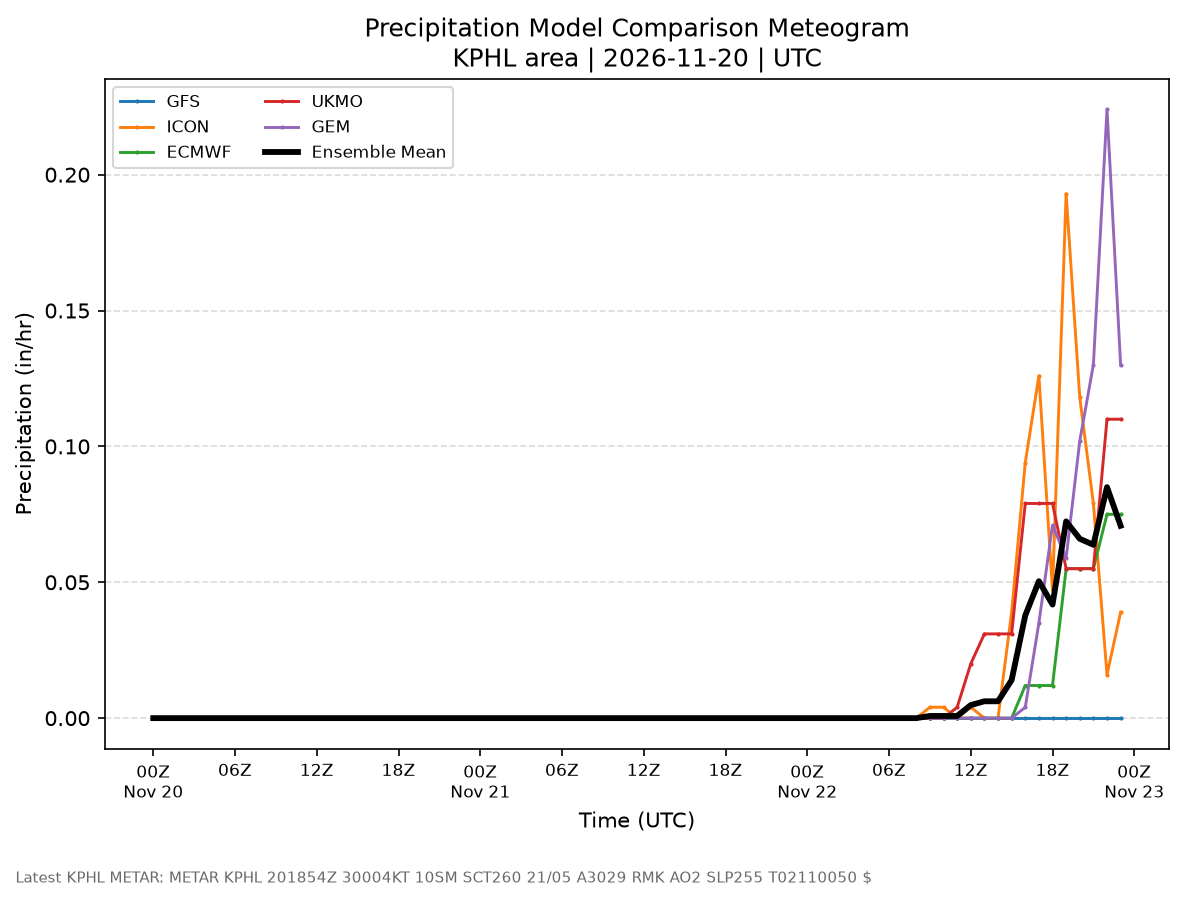 Precipitation Model Comparison Meteogram
KPHL area | 2026-11-20 | UTC
GFS
ICON
ECMWF
UKMO
GEM
Ensemble Mean
Precipitation (in/hr)
0.20
0.15
0.10
0.05
0.00
00Z 06Z 12Z 18Z 00Z 06Z 12Z 18Z 00Z 06Z 12Z 18Z 00Z
Nov 20 Nov 21 Nov 22 Nov 23
Time (UTC)
Latest KPHL METAR: METAR KPHL 201854Z 30004KT 10SM SCT260 21/05 A3029 RMK AO2 SLP255 T02110050 $